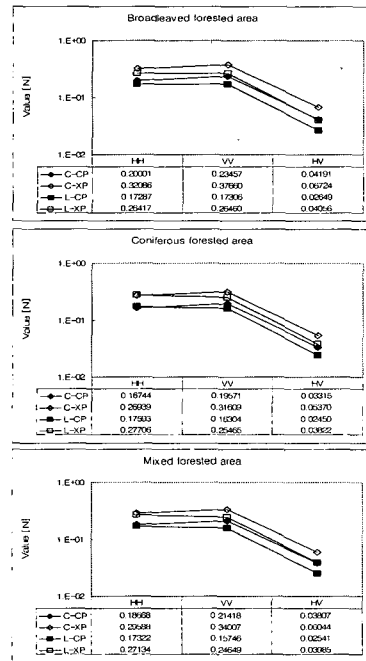 Broadleaved forested area
1.E+00
1.E-01
1.E-02
Value [N]
HH VV HV
C-CP 0.20001 0.23457 0.04191
C-XP 0.32086 0.37660 0.06724
L-CP 0.17287 0.17306 0.02649
L-XP 0.26417 0.26460 0.04056
Coniferous forested area
1.E+00
1.E-01
1.E-02
Value [N]
HH VV HV
C-CP 0.16744 0.19571 0.03315
C-XP 0.26939 0.31609 0.05370
L-CP 0.17503 0.16304 0.02450
L-XP 0.27706 0.25465 0.03822
Mixed forested area
1.E+00
1.E-01
1.E-02
Value [N]
HH VV HV
C-CP 0.18668 0.21418 0.03807
C-XP 0.34007 0.06044
L-CP 0.17322 0.15746 0.02541
L-XP 0.27134 0.24649 0.03985